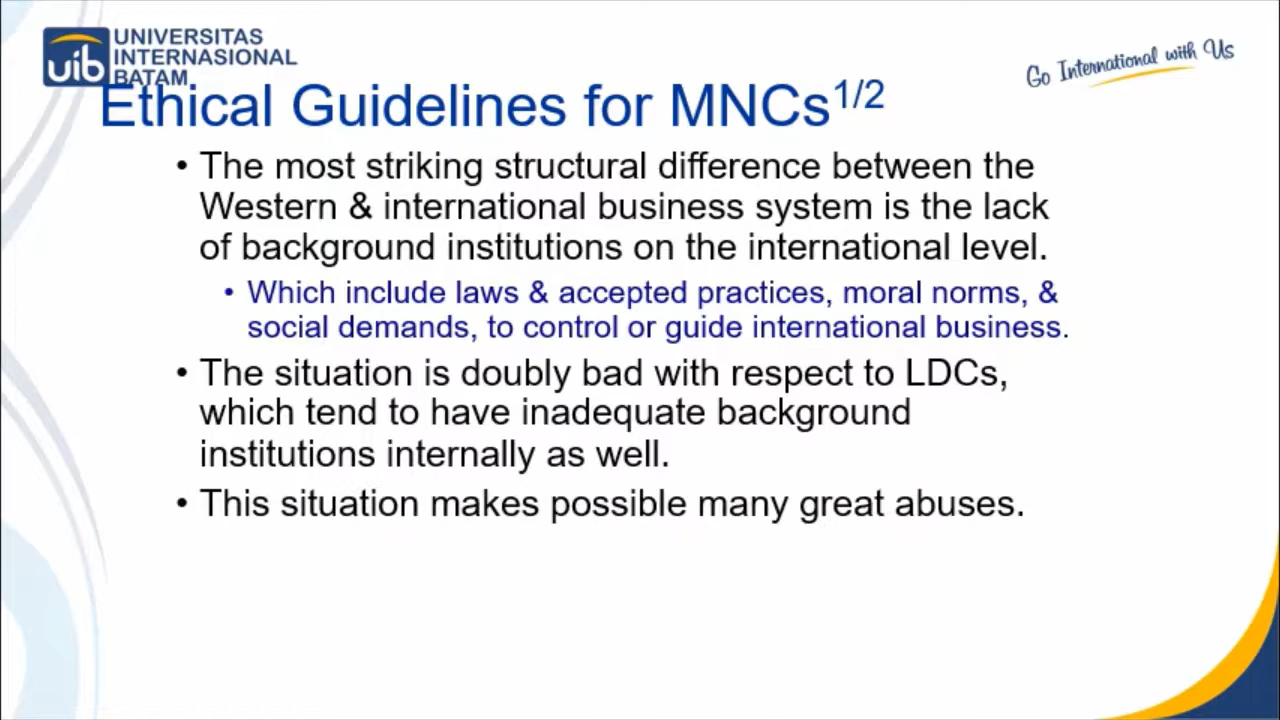 UNIVERSITAS
INTERNASIONAL
BATAM
uib
Go International with Us
Ethical Guidelines for MNCs1/2
• The most striking structural difference between the
Western & international business system is the lack
of background institutions on the international level.
• Which include laws & accepted practices, moral norms, &
social demands, to control or guide international business.
• The situation is doubly bad with respect to LDCs,
which tend to have inadequate background
institutions internally as well.
• This situation makes possible many great abuses.